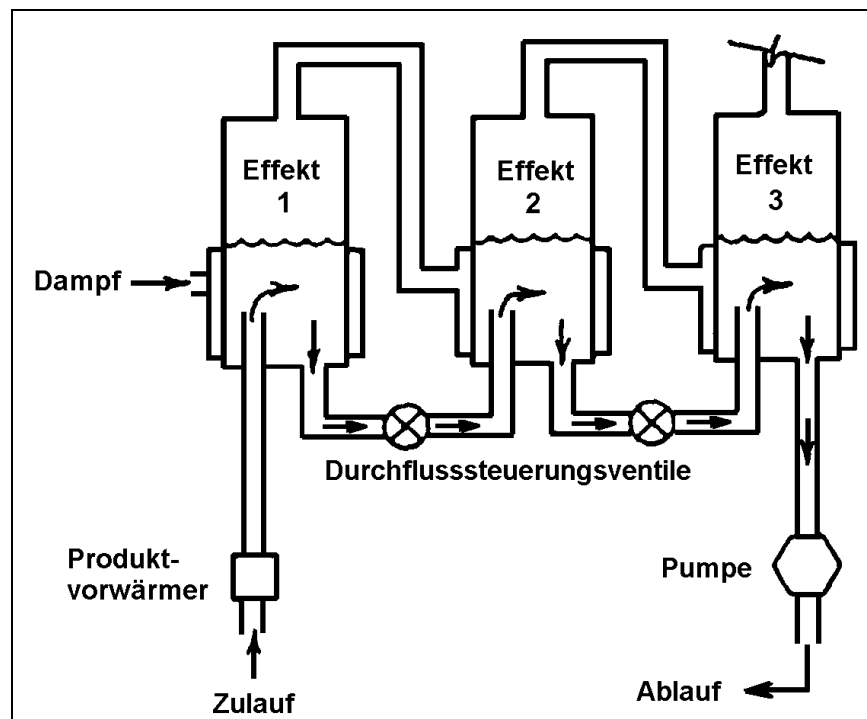 Effekt
1
Effekt
2
Effekt
3
Dampf
Durchflusssteuerungsventile
Produkt-
vorwärmer
Pumpe
Zulauf
Ablauf